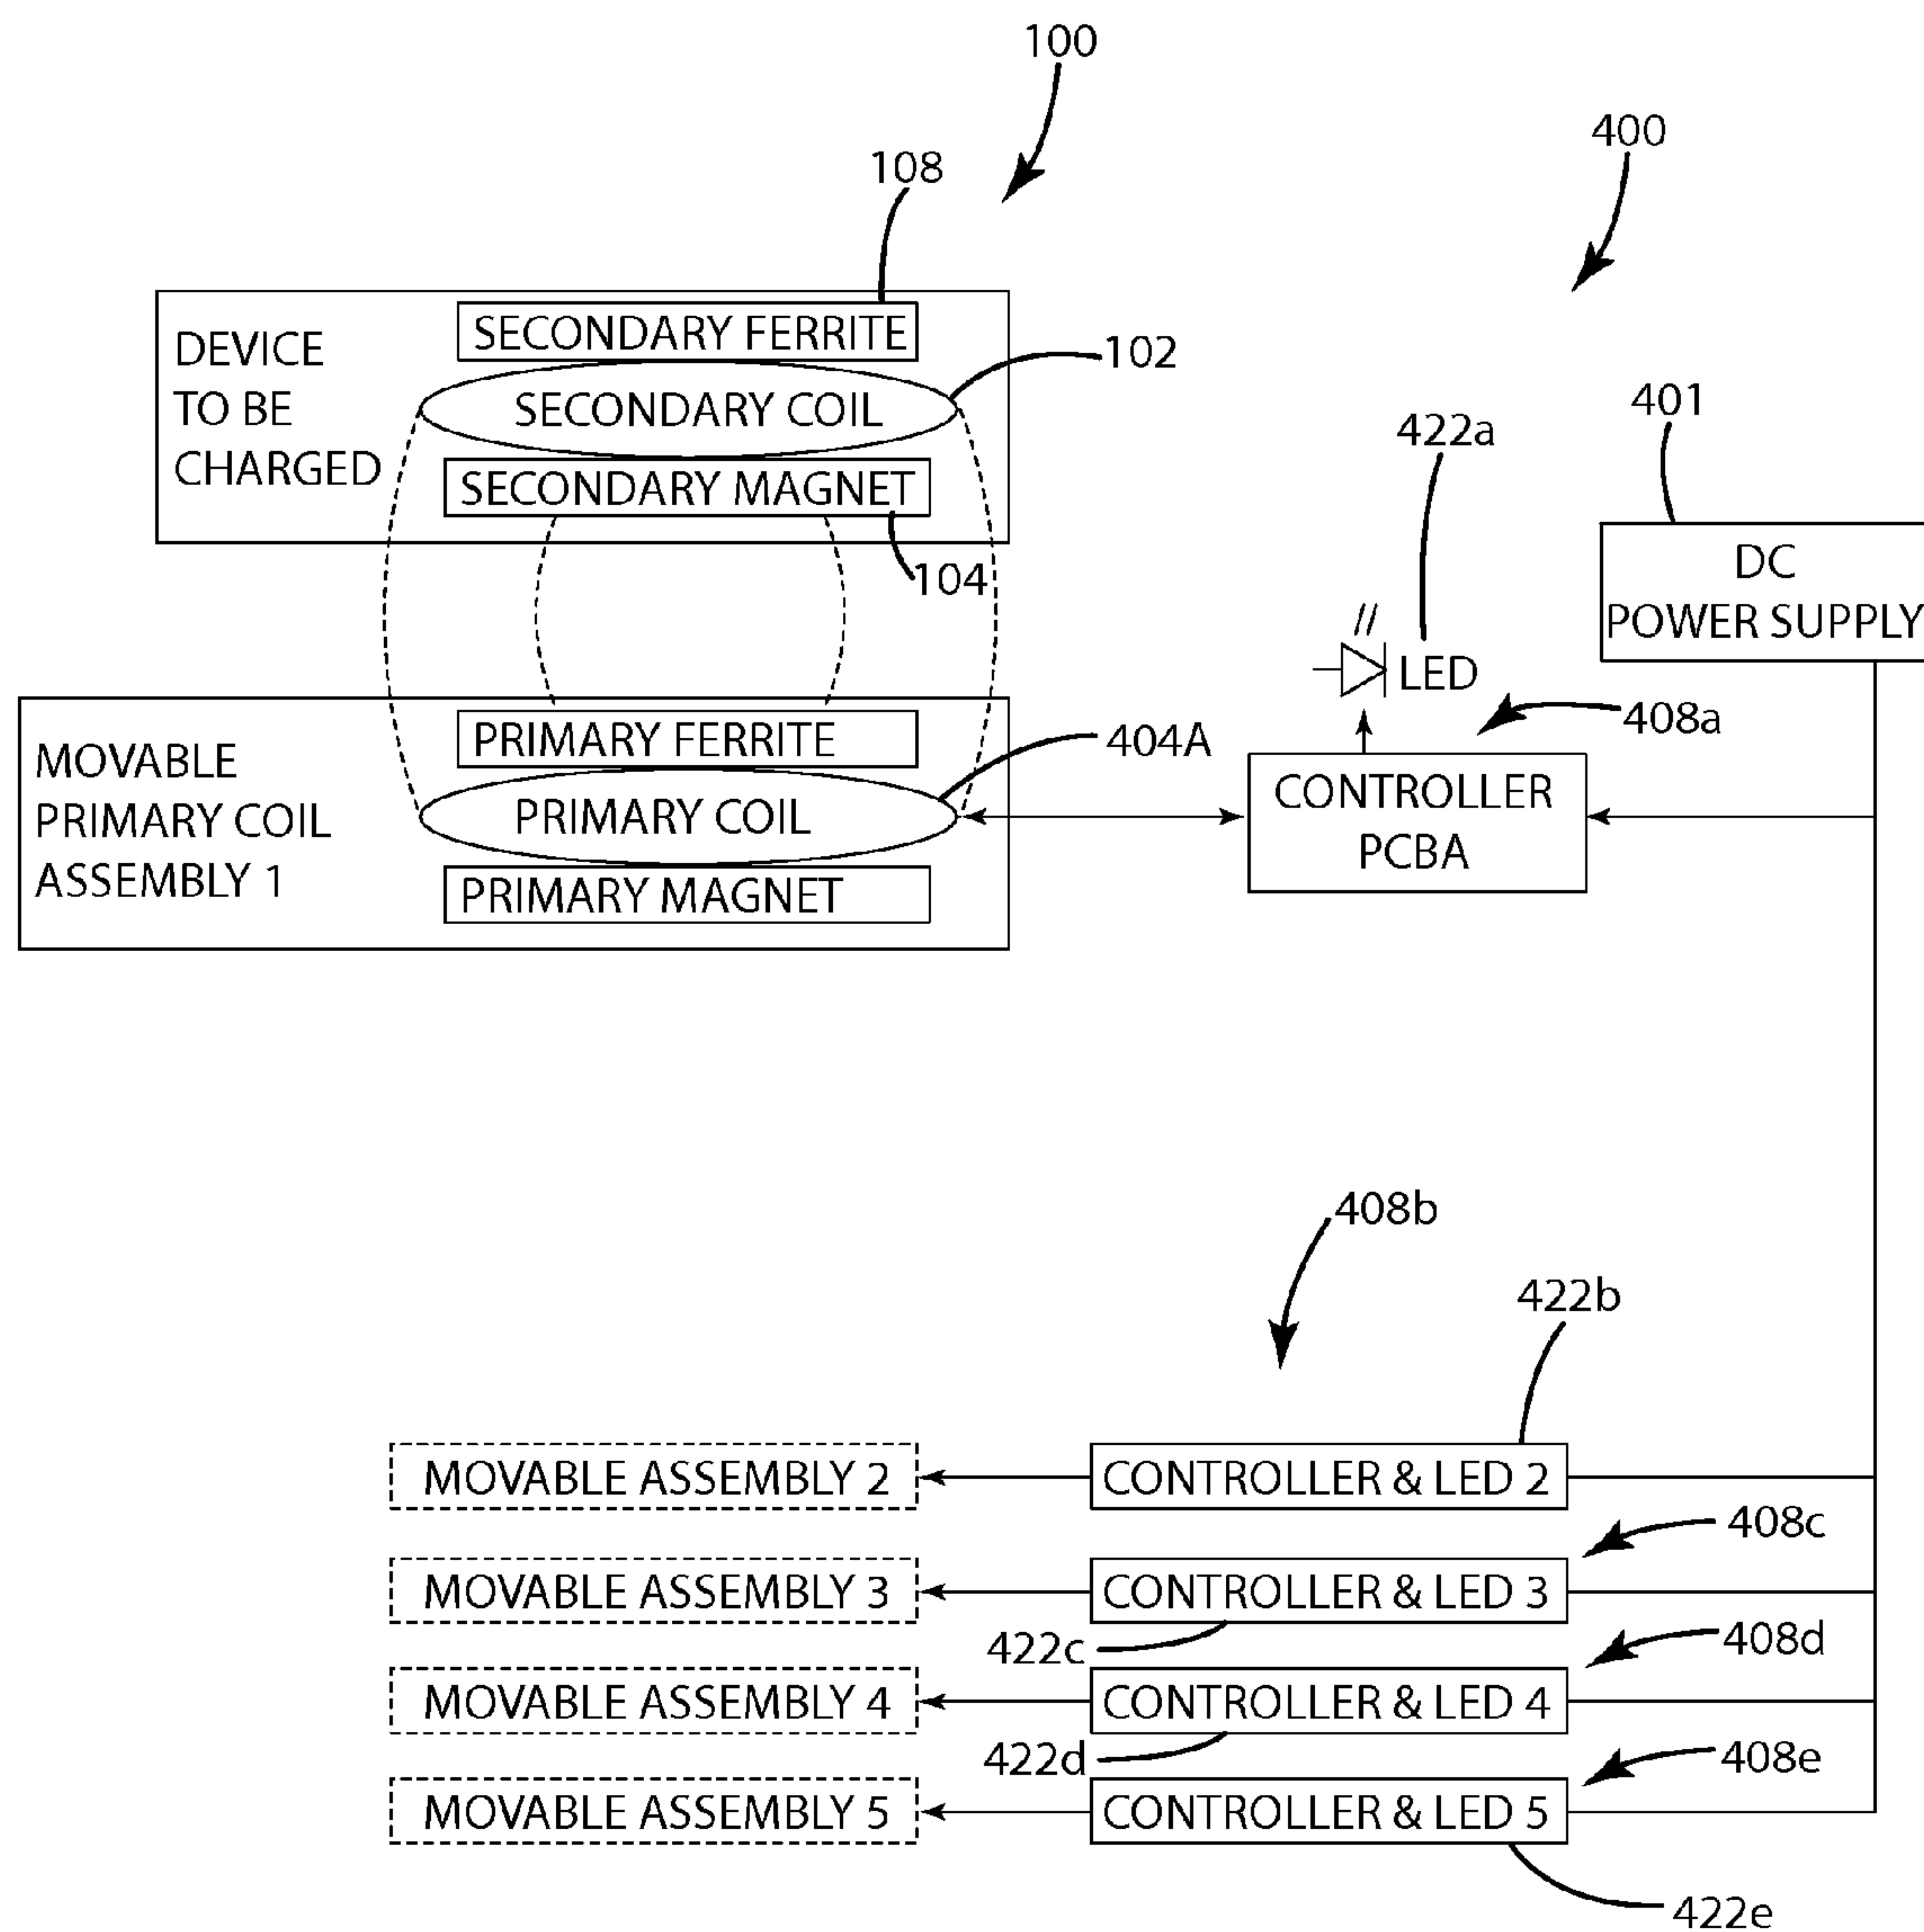 100
400
108
SECONDARY FERRITE
DEVICE
TO BE
CHARGED
102
SECONDARY COIL
401
422a
SECONDARY MAGNET
104
DC
POWER SUPPLY
LED
408a
MOVABLE
PRIMARY COIL
ASSEMBLY 1
PRIMARY FERRITE
404A
PRIMARY COIL
CONTROLLER
PCBA
PRIMARY MAGNET
408b
422b
MOVABLE ASSEMBLY 2
CONTROLLER & LED 2
408c
MOVABLE ASSEMBLY 3
CONTROLLER & LED 3
422c
408d
MOVABLE ASSEMBLY 4
CONTROLLER & LED 4
422d
408e
MOVABLE ASSEMBLY 5
CONTROLLER & LED 5
422e